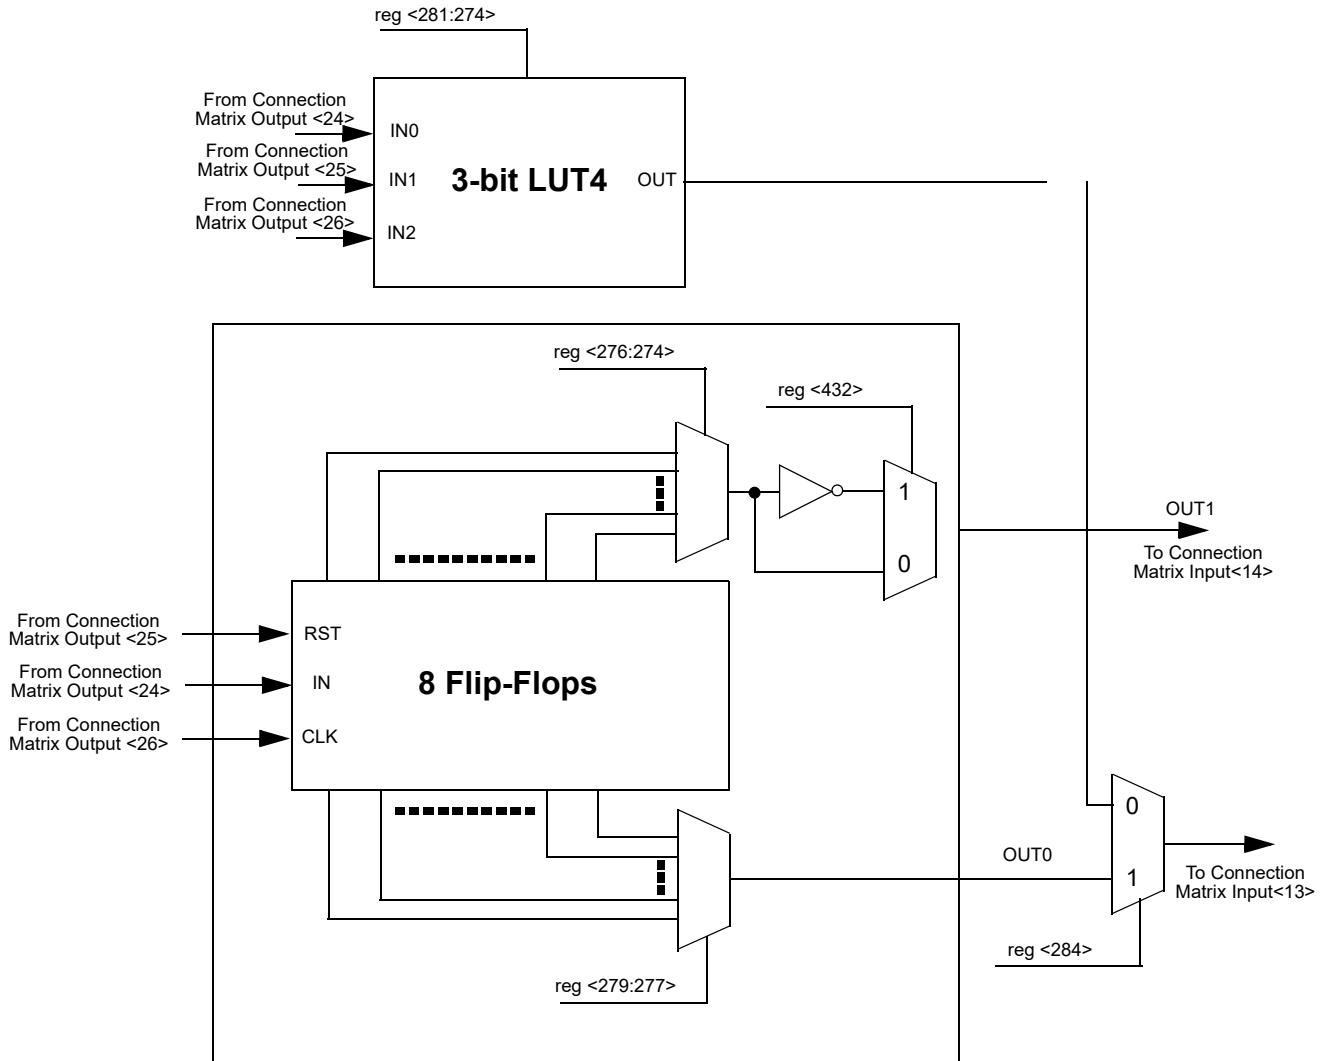 reg <281:274>
From Connection
Matrix Output <24>
IN0
From Connection
Matrix Output <25>
IN1
3-bit LUT4
OUT
From Connection
Matrix Output <26>
IN2
reg <276:274>
reg <432>
1
0
OUT1
To Connection
Matrix Input<14>
From Connection
Matrix Output <25>
RST
From Connection
Matrix Output <24>
IN
8 Flip-Flops
From Connection
Matrix Output <26>
CLK
0
OUT0
1
To Connection
Matrix Input<13>
reg <284>
reg <279:277>